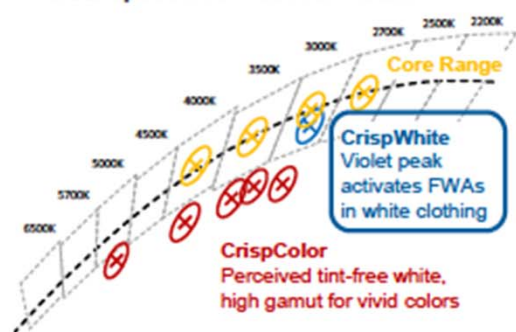 2200K
2500K
2700K
3000K
3500K
4000K
4500K
5000K
5700K
6500K
Core Range
CrispWhite
Violet peak
activates FWAs
in white clothing
CrispColor
Perceived tint-free white,
high gamut for vivid colors